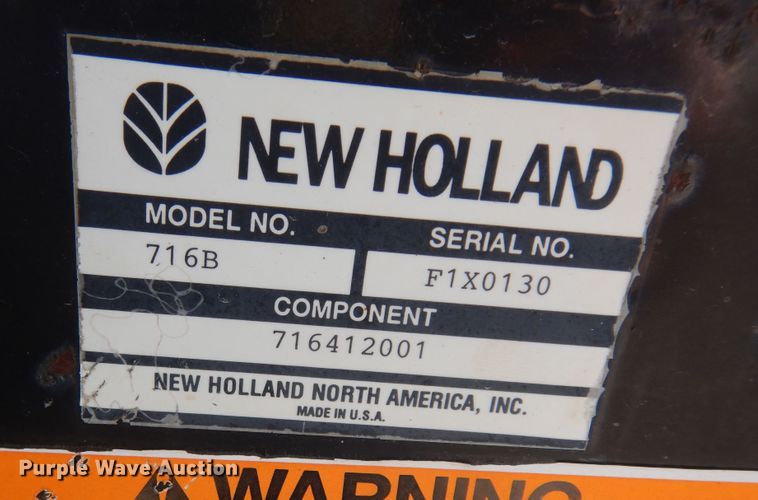 NEW HOLLAND
MODEL NO.
SERIAL NO.
716B
F1X0130
COMPONENT
716412001
NEW HOLLAND NORTH AMERICA, INC.
MADE IN U.S.A.
Purple Wave Auction
WARNING